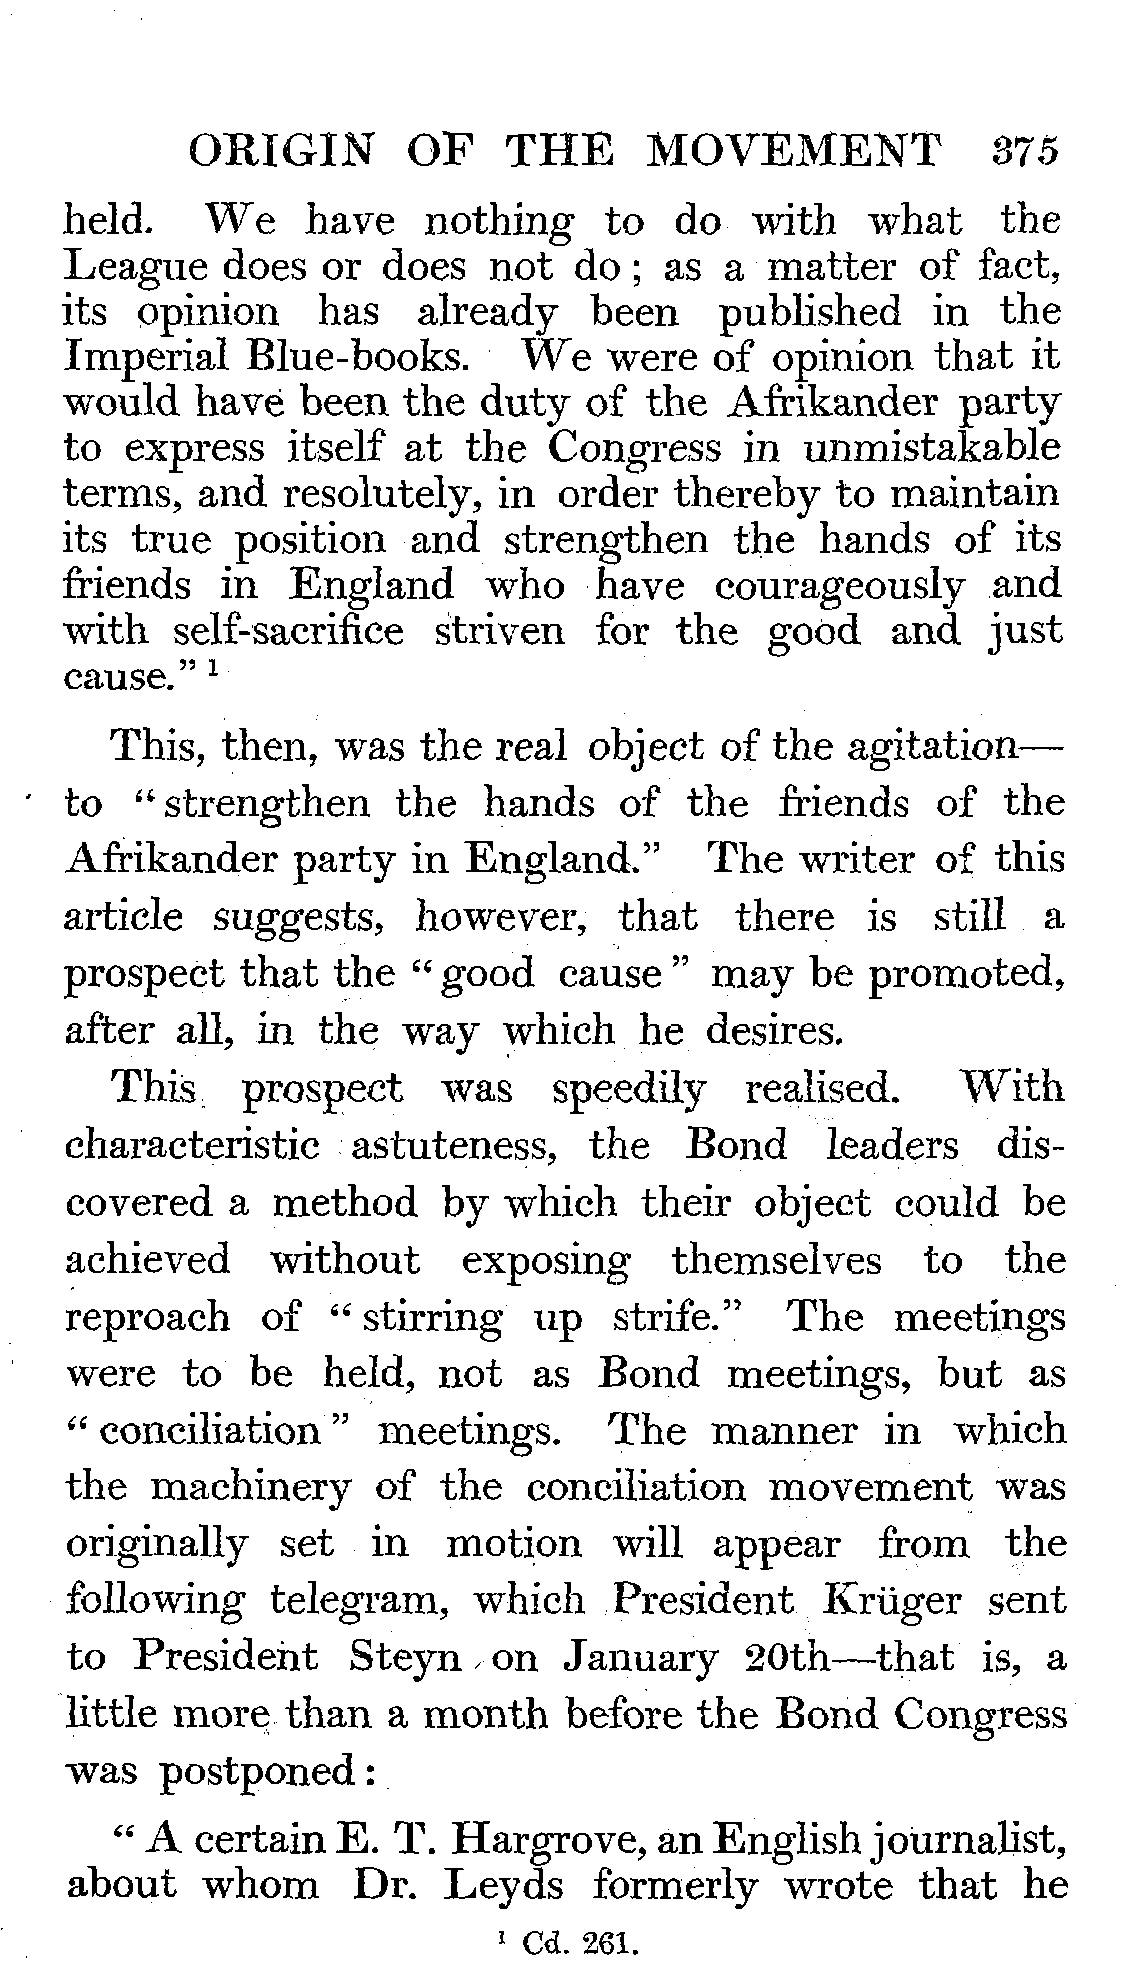 ORIGIN OF THE MOVEMENT 375
held. We have nothing to do with what the
League does or does not do; as a matter of fact,
its opinion has already been published in the
Imperial Blue-books. We were of opinion that it
would have been the duty of the Afrikander party
to express itself at the Congress in unmistakable
terms, and resolutely, in order thereby to maintain
its true position and strengthen the hands of its
friends in England who have courageously and
with self-sacrifice striven for the good and just
cause." ¹
This, then, was the real object of the agitation—
to "strengthen the hands of the friends of the
Afrikander party in England." The writer of this
article suggests, however, that there is still a
prospect that the "good cause" may be promoted,
after all, in the way which he desires.
This prospect was speedily realised. With
characteristic astuteness, the Bond leaders dis-
covered a method by which their object could be
achieved without exposing themselves to the
reproach of "stirring up strife." The meetings
were to be held, not as Bond meetings, but as
"conciliation" meetings. The manner in which
the machinery of the conciliation movement was
originally set in motion will appear from the
following telegram, which President Krüger sent
to President Steyn on January 20th—that is, a
little more than a month before the Bond Congress
was postponed:
"A certain E. T. Hargrove, an English journalist,
about whom Dr. Leyds formerly wrote that he
¹ Cd. 261.